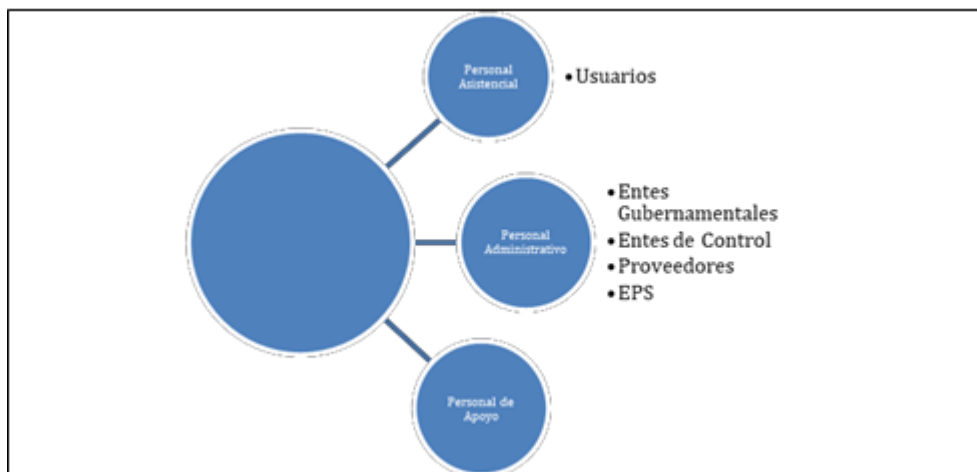 Personal
Asistencial
•Usuarios
Personal
Administrativo
•Entes
Gubernamentales
•Entes de Control
•Proveedores
•EPS
Personal de
Apoyo